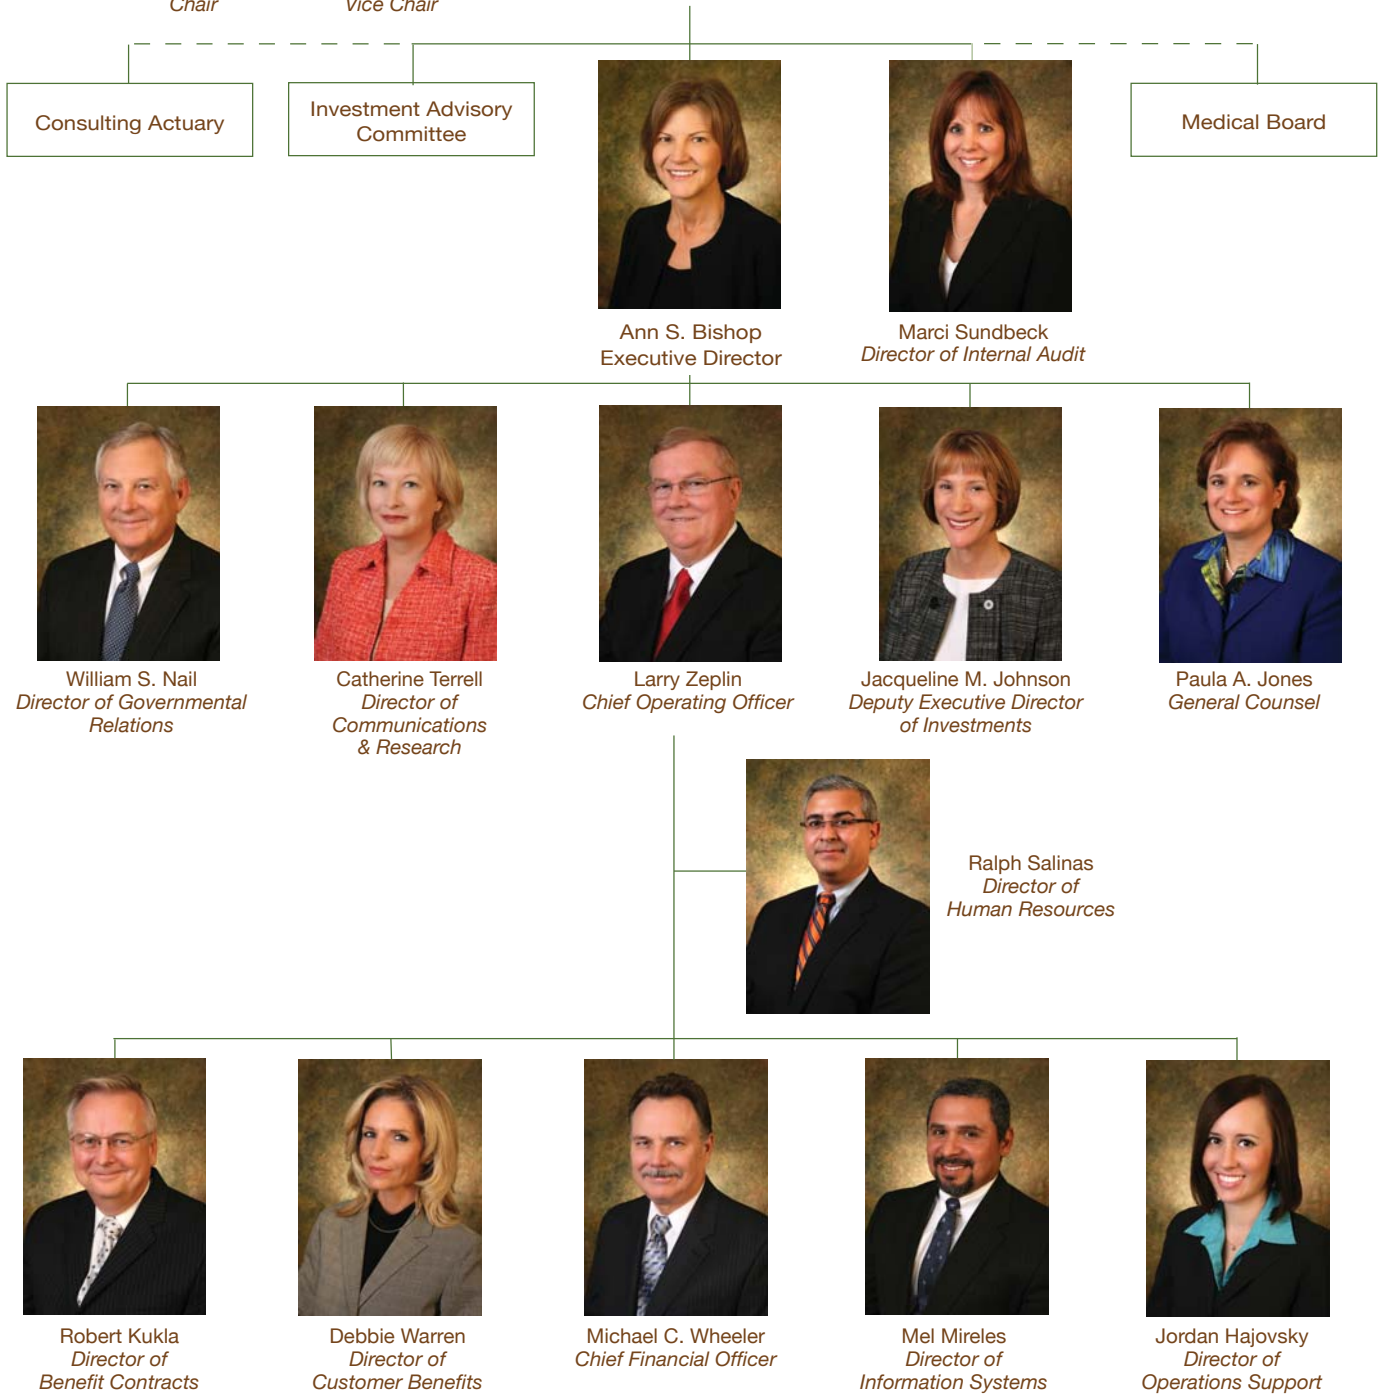 Chair
Vice Chair
Consulting Actuary
Investment Advisory
Committee
Medical Board
Ann S. Bishop
Executive Director
Marci Sundbeck
Director of Internal Audit
William S. Nail
Director of Governmental
Relations
Catherine Terrell
Director of
Communications
& Research
Larry Zeplin
Chief Operating Officer
Jacqueline M. Johnson
Deputy Executive Director
of Investments
Paula A. Jones
General Counsel
Ralph Salinas
Director of
Human Resources
Robert Kukla
Director of
Benefit Contracts
Debbie Warren
Director of
Customer Benefits
Michael C. Wheeler
Chief Financial Officer
Mel Mireles
Director of
Information Systems
Jordan Hajovsky
Director of
Operations Support